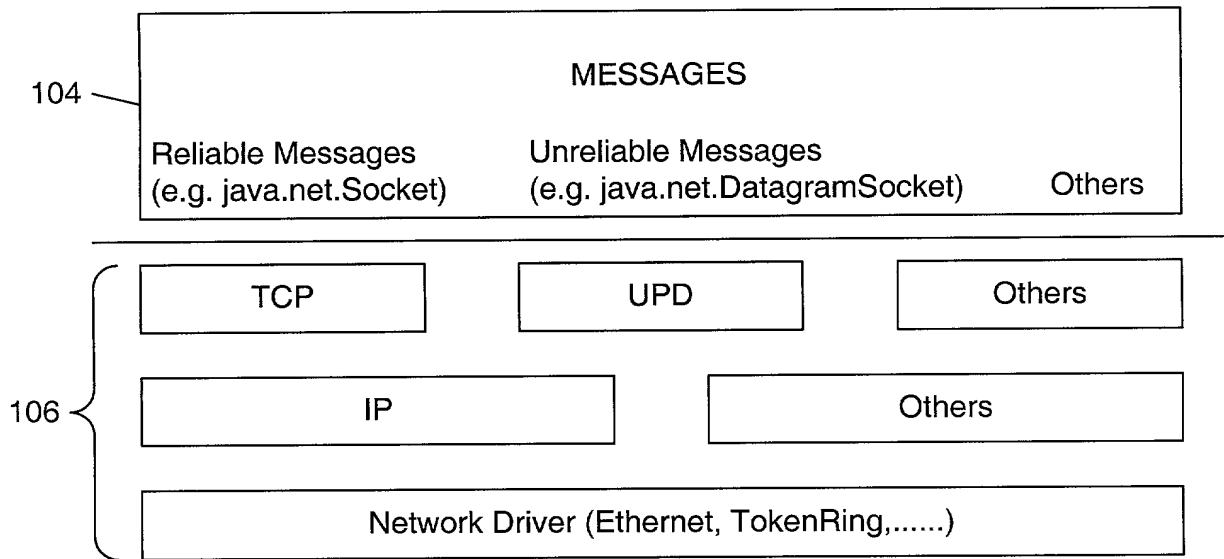 MESSAGES
104
Reliable Messages
(e.g. java.net.Socket)
Unreliable Messages
(e.g. java.net.DatagramSocket)
Others
TCP
UPD
Others
106
IP
Others
Network Driver (Ethernet, TokenRing,......)